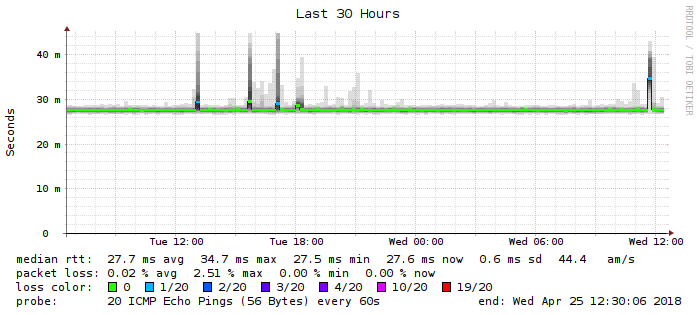 Last 30 Hours
RRDTOOL / TOBI OETIKER
Seconds
40 m
30 m
20 m
10 m
0
Tue 12:00 Tue 18:00 Wed 00:00 Wed 06:00 Wed 12:00
median rtt: 27.7 ms avg 34.7 ms max 27.5 ms min 27.6 ms now 0.6 ms sd 44.4 am/s
packet loss: 0.02 % avg 2.51 % max 0.00 % min 0.00 % now
loss color: 0 1/20 2/20 3/20 4/20 10/20 19/20
probe: 20 ICMP Echo Pings (56 Bytes) every 60s end: Wed Apr 25 12:30:06 2018